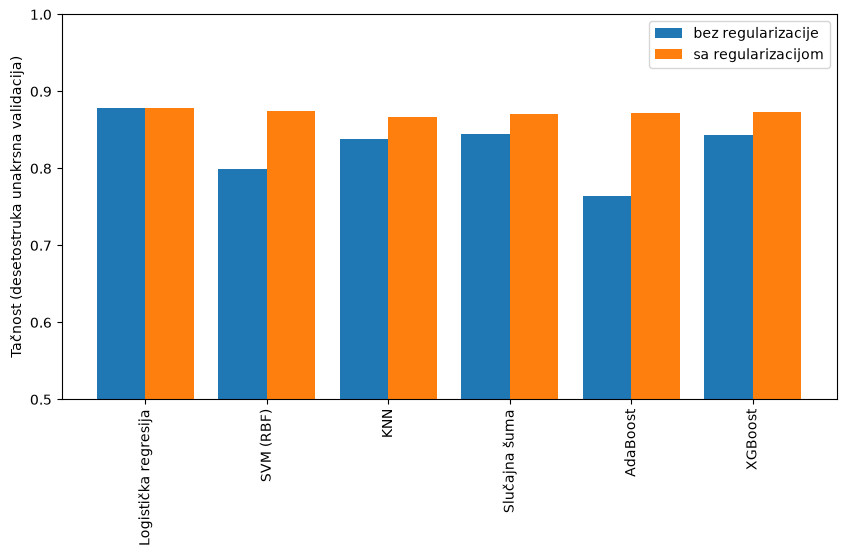 bez regularizacije
sa regularizacijom
Tačnost (desetostruka unakrsna validacija)
1.0
0.9
0.8
0.7
0.6
0.5
Logistička regresija
SVM (RBF)
KNN
Slučajna šuma
AdaBoost
XGBoost